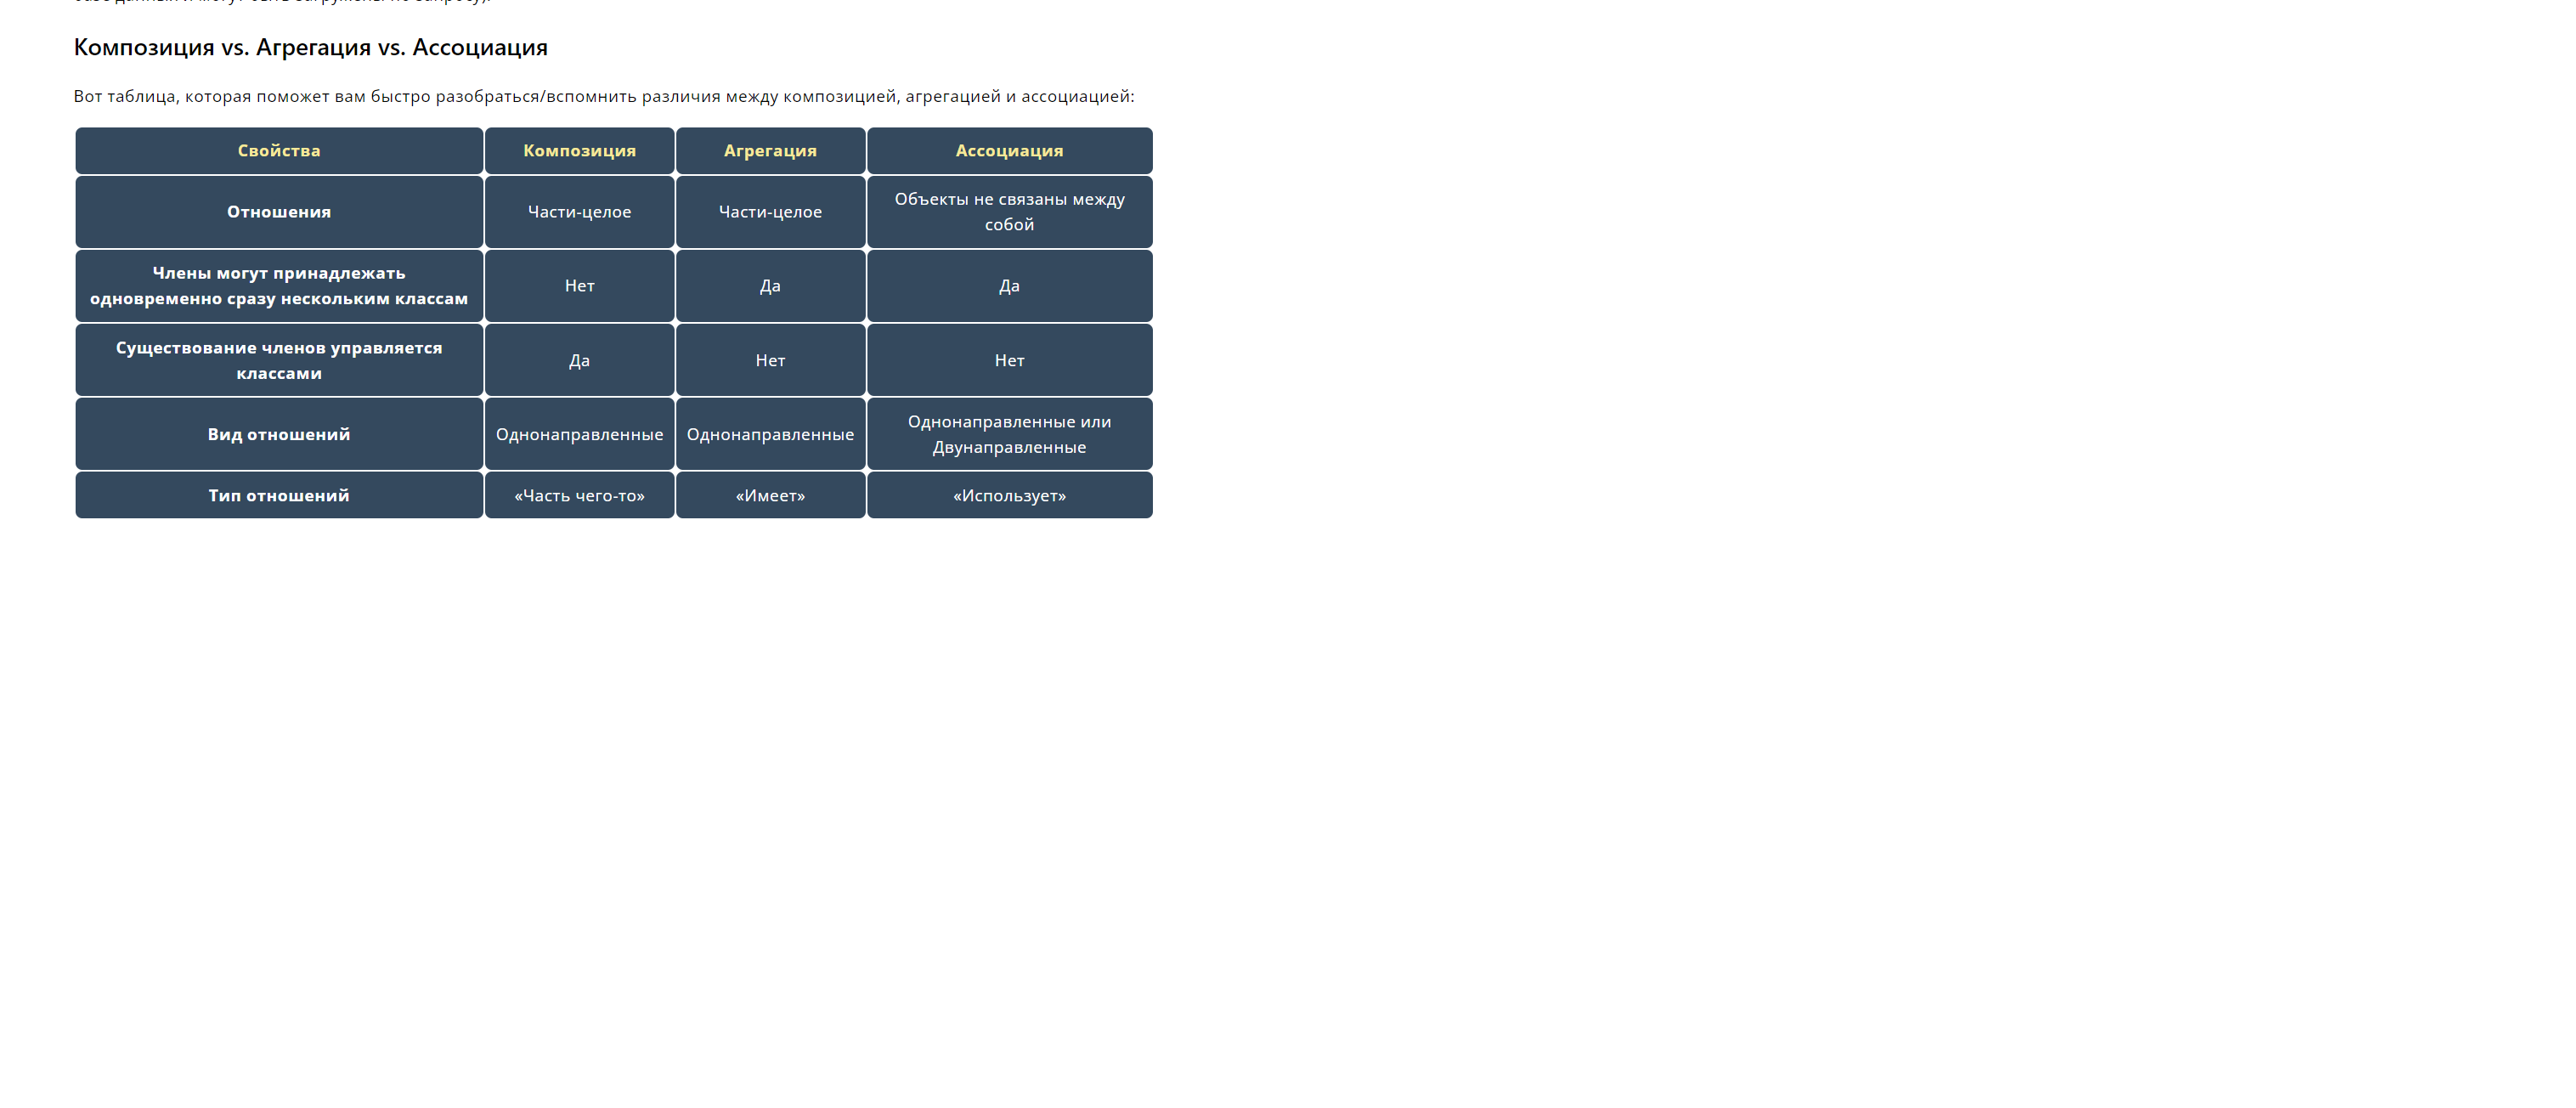 Композиция vs. Агрегация vs. Ассоциация
Вот таблица, которая поможет вам быстро разобраться/вспомнить различия между композицией, агрегацией и ассоциацией:
Свойства Композиция Агрегация Ассоциация
Отношения Части-целое Части-целое Объекты не связаны между
собой
Члены могут принадлежать
одновременно сразу нескольким классам Нет Да Да
Существование членов управляется
классами Да Нет Нет
Вид отношений Однонаправленные Однонаправленные Однонаправленные или
Двунаправленные
Тип отношений «Часть чего-то» «Имеет» «Использует»